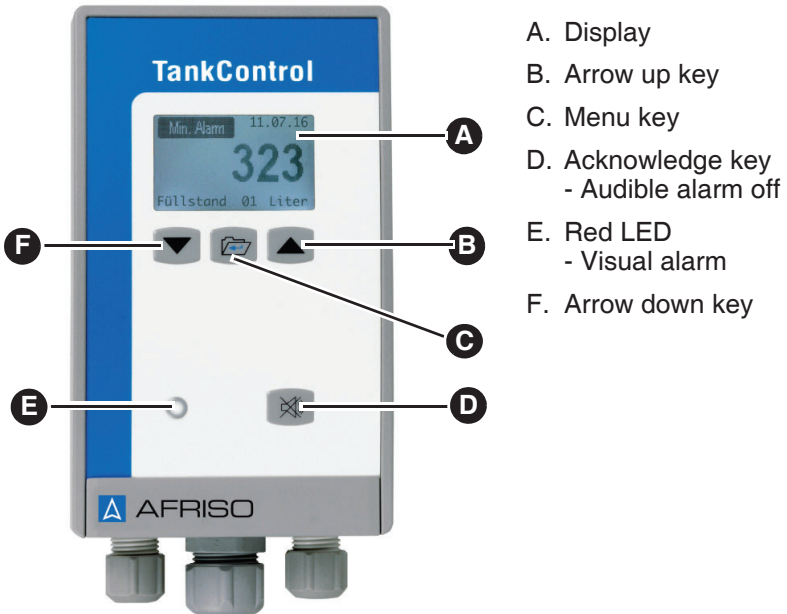 TankControl
Min. Alarm 11.07.16
323
Füllstand 01 Liter
A
B
C
D
E
F
AFRISO
A. Display
B. Arrow up key
C. Menu key
D. Acknowledge key
- Audible alarm off
E. Red LED
- Visual alarm
F. Arrow down key